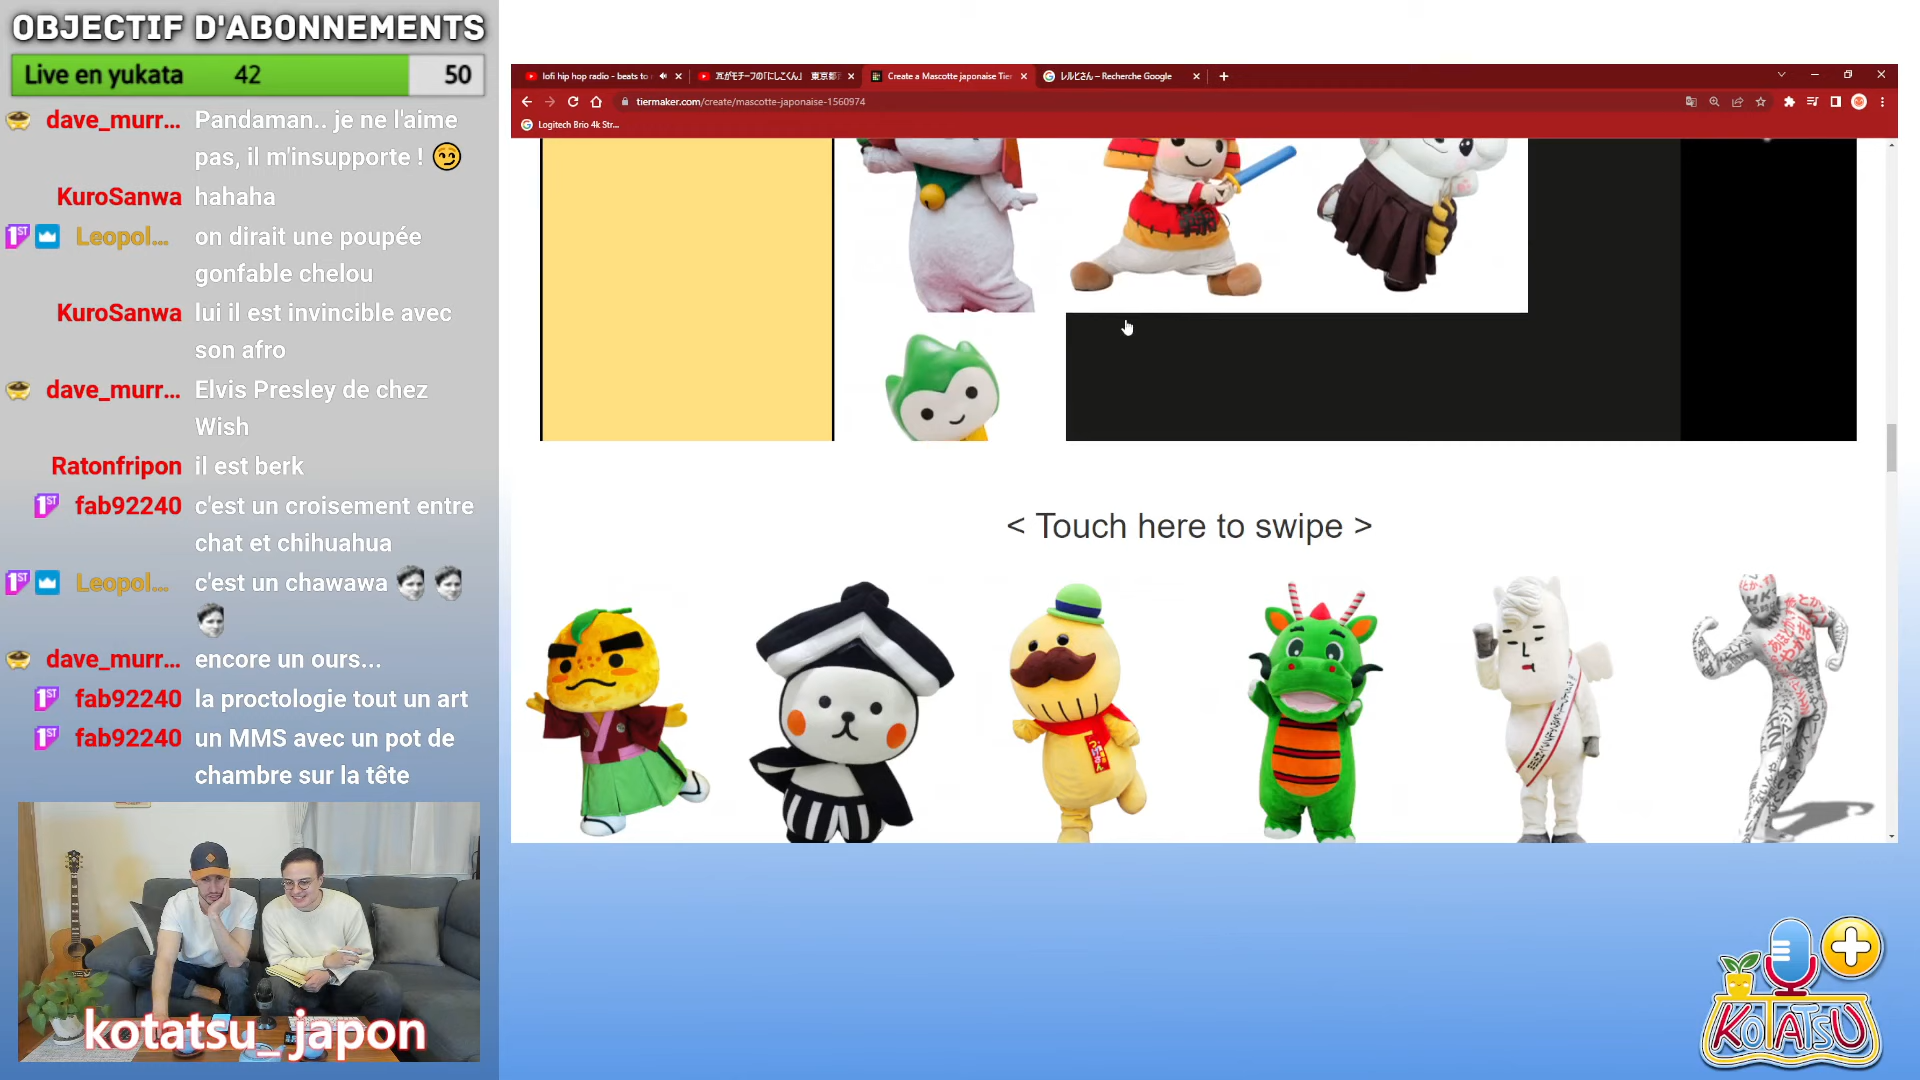 OBJECTIF D'ABONNEMENTS
Live en yukata 42 50
dave_murr... Pandaman.. je ne l'aime
pas, il m'insupporte !
KuroSanwa hahaha
1ST Leopol... on dirait une poupée
gonfable chelou
KuroSanwa lui il est invincible avec
son afro
dave_murr... Elvis Presley de chez
Wish
Ratonfripon il est berk
1ST fab92240 c'est un croisement entre
chat et chihuahua
1ST Leopol... c'est un chawawa
dave_murr... encore un ours...
1ST fab92240 la proctologie tout un art
1ST fab92240 un MMS avec un pot de
chambre sur la tête
kotatsu_japon
lofi hip hop radio - beats to
Create a Mascotte japonaise Tier
レルヒさん – Recherche Google
tiermaker.com/create/mascotte-japonaise-1560974
Logitech Brio 4k Str...
< Touch here to swipe >
KOTATSU